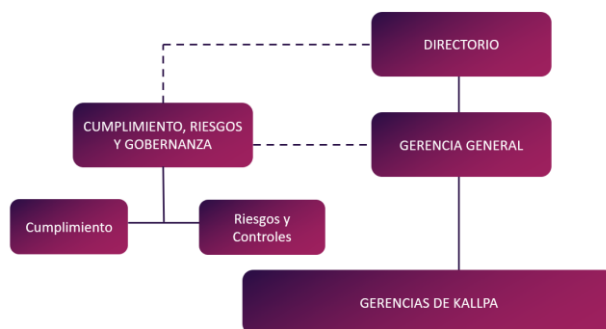 DIRECTORIO
CUMPLIMIENTO, RIESGOS
Y GOBERNANZA
GERENCIA GENERAL
Cumplimiento
Riesgos y
Controles
GERENCIAS DE KALLPA